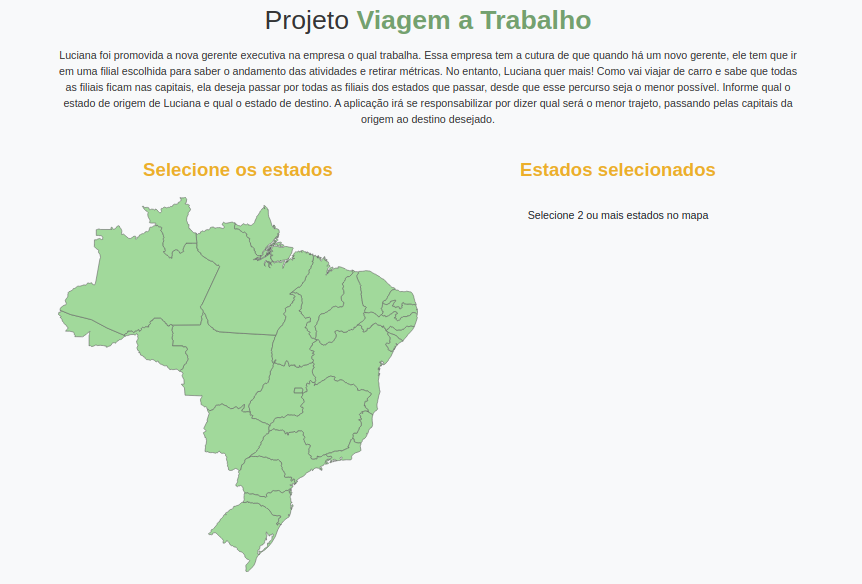 Projeto Viagem a Trabalho
Luciana foi promovida a nova gerente executiva na empresa o qual trabalha. Essa empresa tem a cutura de que quando há um novo gerente, ele tem que ir
em uma filial escolhida para saber o andamento das atividades e retirar métricas. No entanto, Luciana quer mais! Como vai viajar de carro e sabe que todas
as filiais ficam nas capitais, ela deseja passar por todas as filiais dos estados que passar, desde que esse percurso seja o menor possível. Informe qual o
estado de origem de Luciana e qual o estado de destino. A aplicação irá se responsabilizar por dizer qual será o menor trajeto, passando pelas capitais da
origem ao destino desejado.
Selecione os estados
Estados selecionados
Selecione 2 ou mais estados no mapa